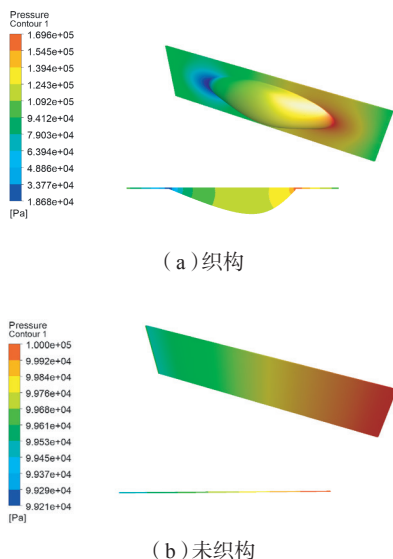 Pressure
Contour 1
1.696e+05
1.545e+05
1.394e+05
1.243e+05
1.092e+05
9.412e+04
7.903e+04
6.394e+04
4.886e+04
3.377e+04
1.868e+04
[Pa]
（a）织构
Pressure
Contour 1
1.000e+05
9.992e+04
9.984e+04
9.976e+04
9.968e+04
9.961e+04
9.953e+04
9.945e+04
9.937e+04
9.929e+04
9.921e+04
[Pa]
（b）未织构